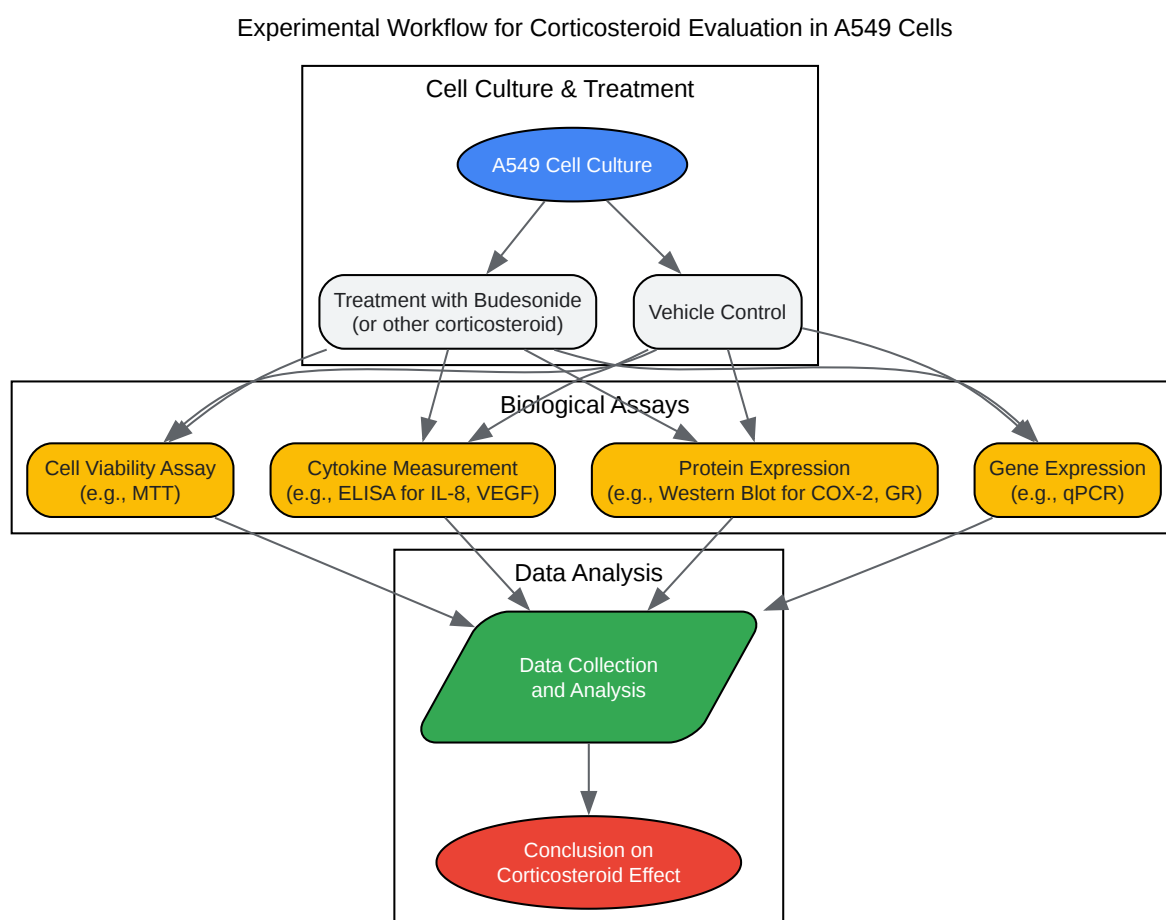 Experimental Workflow for Corticosteroid Evaluation in A549 Cells
Cell Culture & Treatment
A549 Cell Culture
Treatment with Budesonide
(or other corticosteroid)
Vehicle Control
Biological Assays
Cell Viability Assay
(e.g., MTT)
Cytokine Measurement
(e.g., ELISA for IL-8, VEGF)
Protein Expression
(e.g., Western Blot for COX-2, GR)
Gene Expression
(e.g., qPCR)
Data Analysis
Data Collection
and Analysis
Conclusion on
Corticosteroid Effect